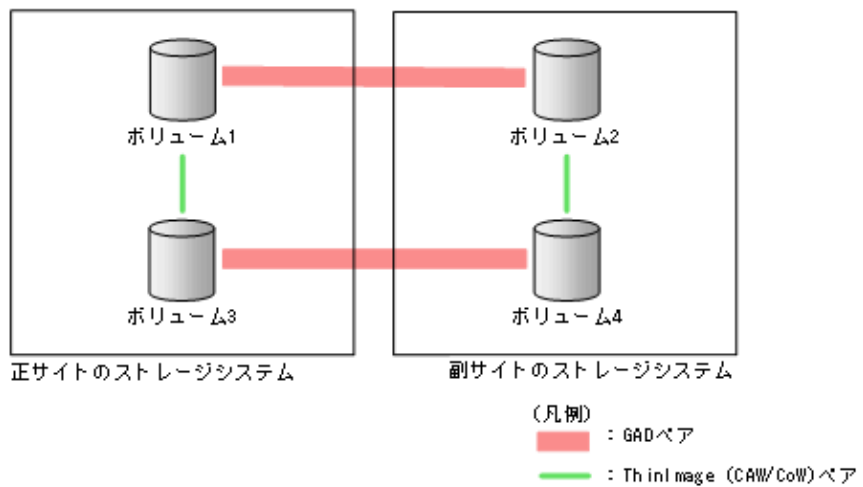 ボリューム1
ボリューム2
ボリューム3
ボリューム4
正サイトのストレージシステム
副サイトのストレージシステム
(凡例)
：GADペア
：ThinImage (CAW/CoW)ペア